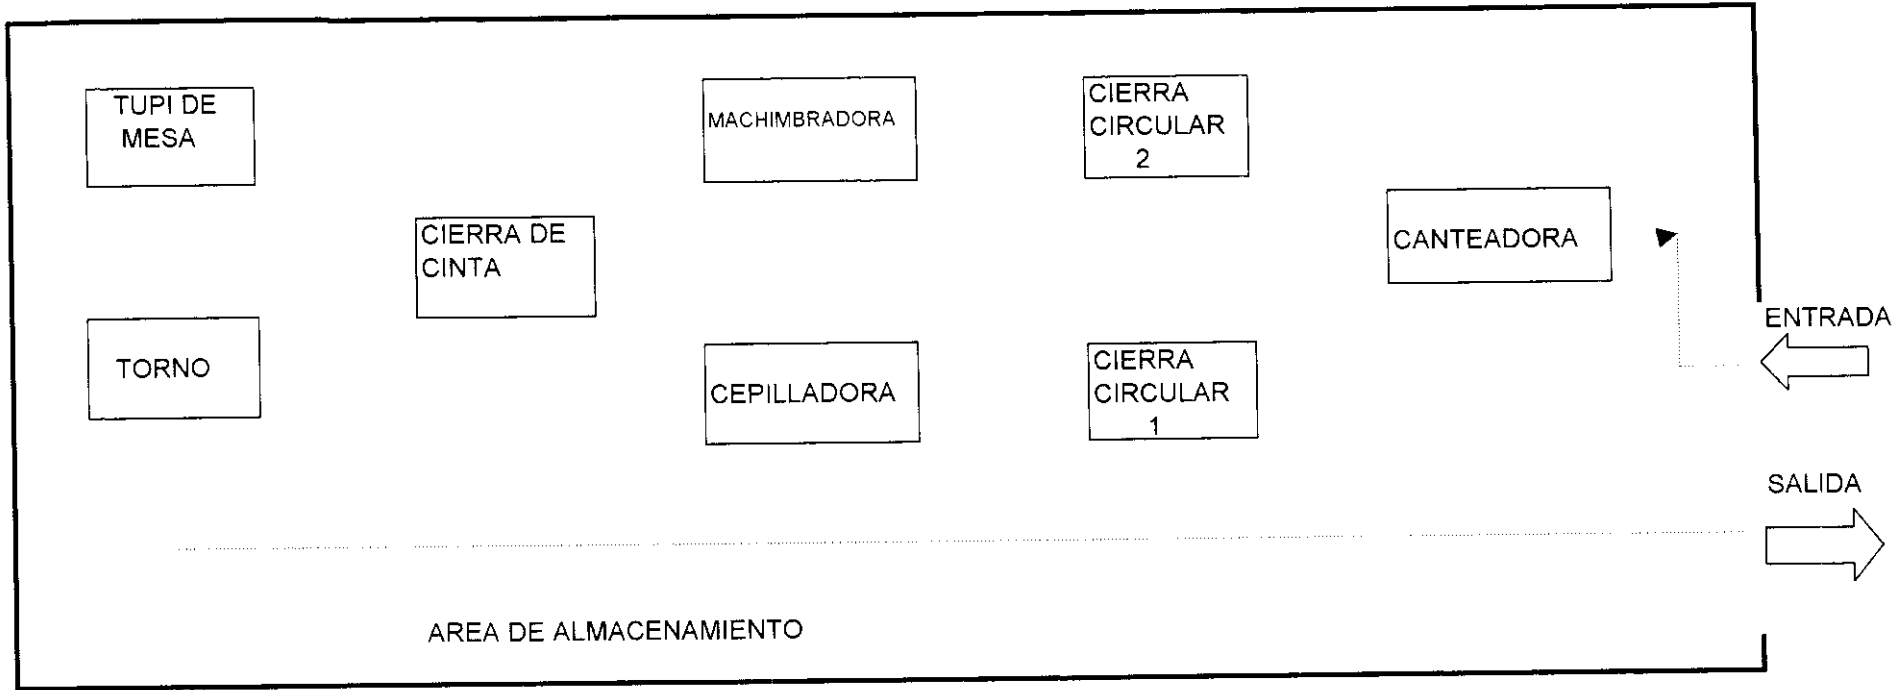 TUPI DE
MESA
MACHIMBRADORA
CIERRA
CIRCULAR
2
CIERRA DE
CINTA
CANTEADORA
ENTRADA
TORNO
CEPILLADORA
CIERRA
CIRCULAR
1
SALIDA
AREA DE ALMACENAMIENTO